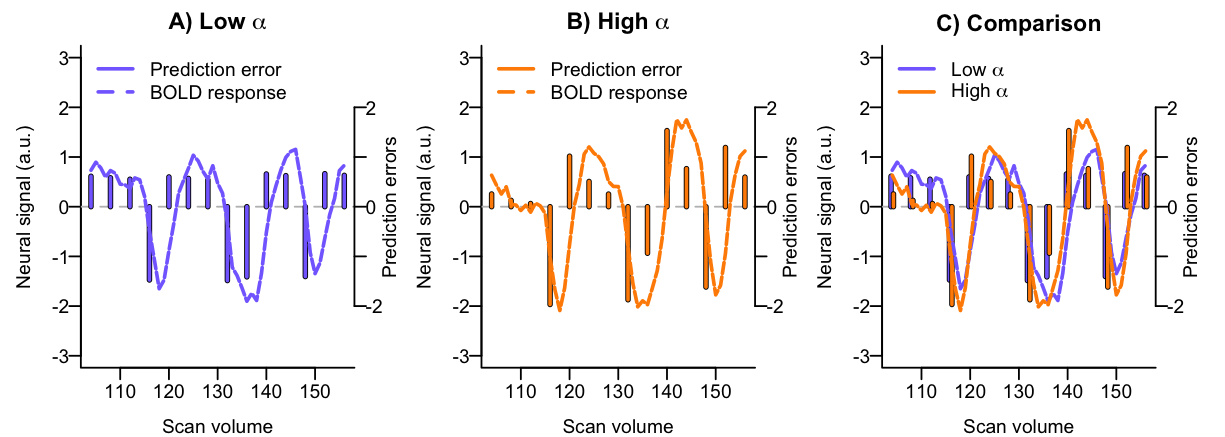 A) Low α
3
2
1
0
-1
-2
-3
Neural signal (a.u.)
Prediction error
BOLD response
2
0
-2
Prediction errors
110 120 130 140 150
Scan volume
B) High α
3
2
1
0
-1
-2
-3
Neural signal (a.u.)
Prediction error
BOLD response
2
0
-2
Prediction errors
110 120 130 140 150
Scan volume
C) Comparison
3
2
1
0
-1
-2
-3
Neural signal (a.u.)
Low α
High α
2
0
-2
Prediction errors
110 120 130 140 150
Scan volume